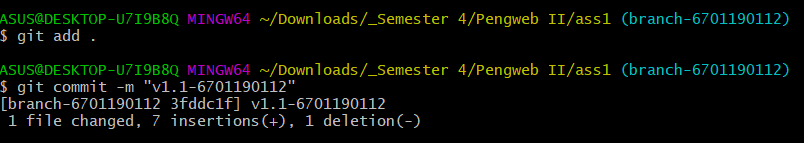 ASUS@DESKTOP-U7I9B8Q MINGW64 ~/Downloads/_Semester 4/Pengweb II/ass1 (branch-6701190112)
$ git add .
ASUS@DESKTOP-U7I9B8Q MINGW64 ~/Downloads/_Semester 4/Pengweb II/ass1 (branch-6701190112)
$ git commit -m "v1.1-6701190112"
[branch-6701190112 3fddc1f] v1.1-6701190112
 1 file changed, 7 insertions(+), 1 deletion(-)